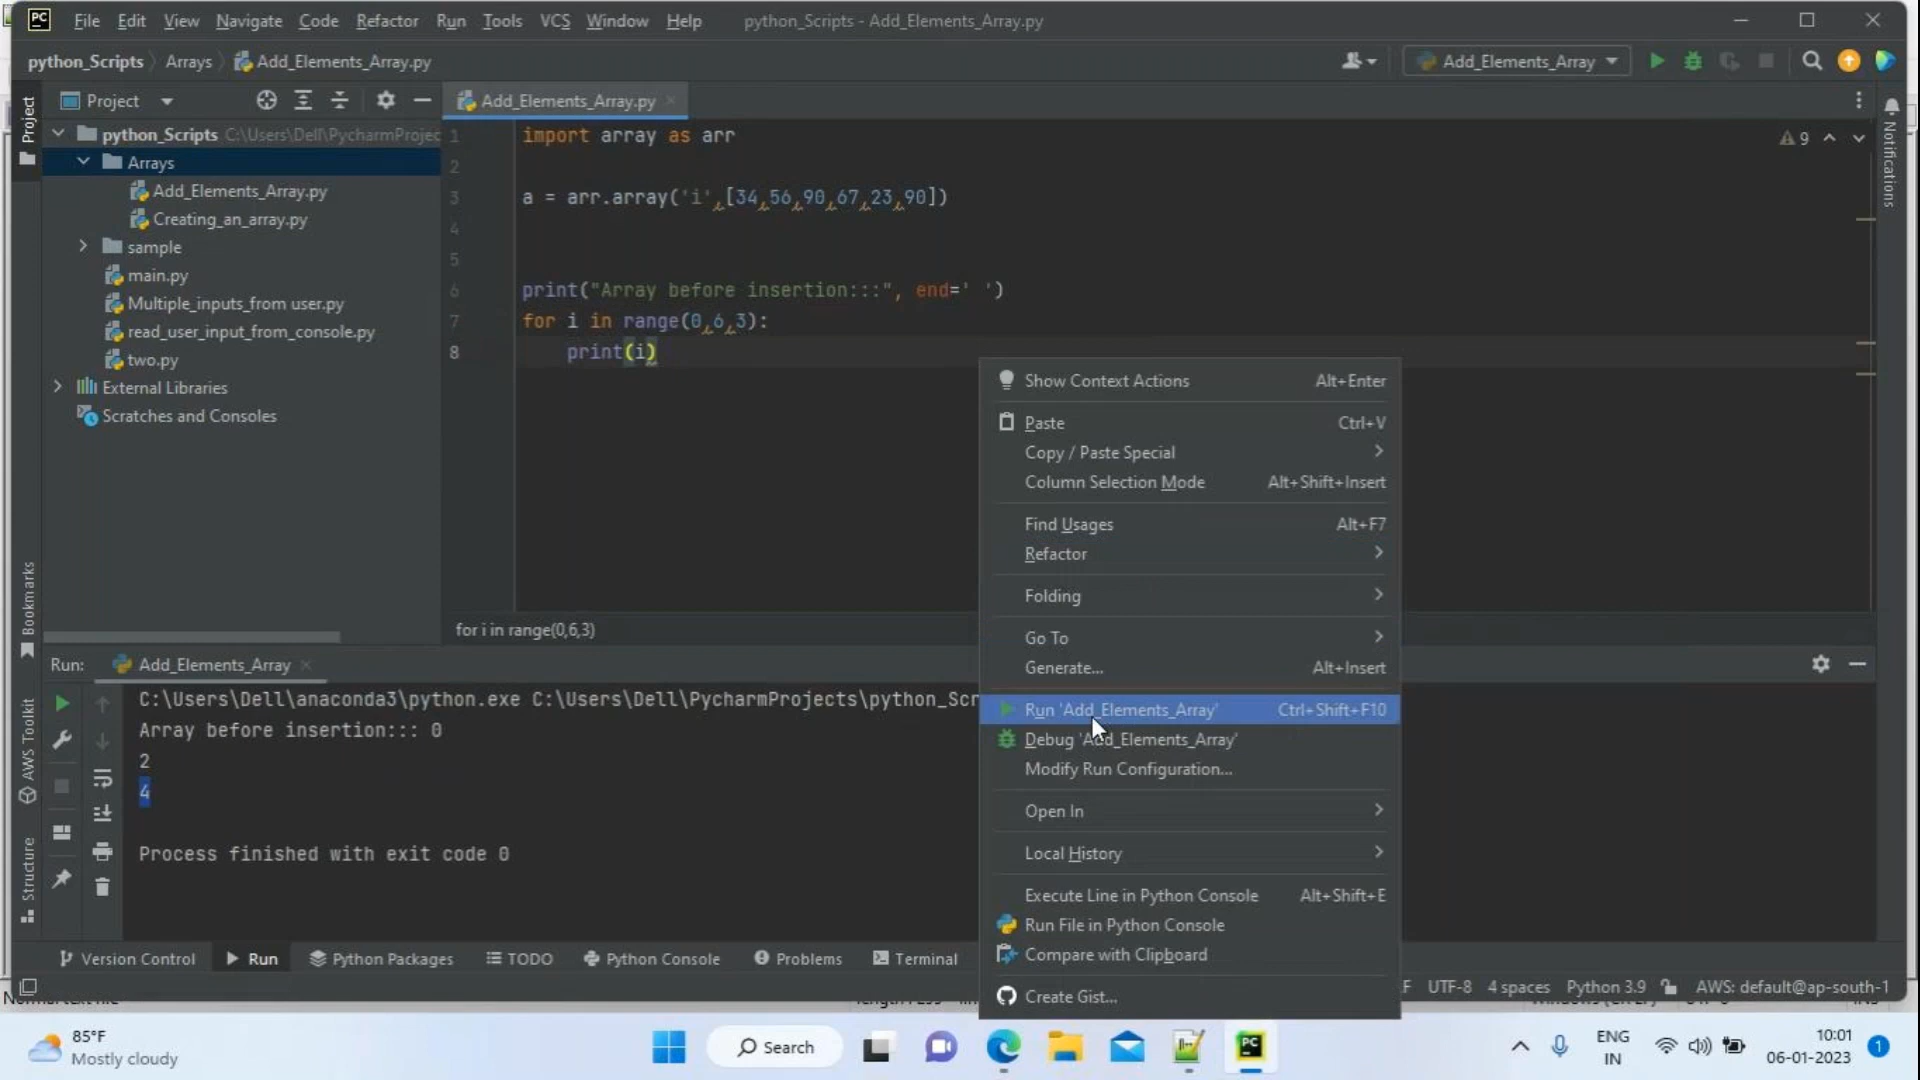 PC File Edit View Navigate Code Refactor Run Tools VCS Window Help python_Scripts - Add_Elements_Array.py
python_Scripts Arrays Add_Elements_Array.py Add_Elements_Array
Project Add_Elements_Array.py
Project
python_Scripts C:\Users\Dell\PycharmProjec
Arrays
Add_Elements_Array.py
Creating_an_array.py
sample
main.py
Multiple_inputs_from user.py
read_user_input_from_console.py
two.py
External Libraries
Scratches and Consoles
1 import array as arr
2
3 a = arr.array('i',[34,56,90,67,23,90])
4
5
6 print("Array before insertion:::", end=' ')
7 for i in range(0,6,3):
8 print(i)
9
Notifications
for i in range(0,6,3)
Bookmarks
AWS Toolkit
Structure
Show Context Actions Alt+Enter
Paste Ctrl+V
Copy / Paste Special
Column Selection Mode Alt+Shift+Insert
Find Usages Alt+F7
Refactor
Folding
Go To
Generate... Alt+Insert
Run 'Add_Elements_Array' Ctrl+Shift+F10
Debug 'Add_Elements_Array'
Modify Run Configuration...
Open In
Local History
Execute Line in Python Console Alt+Shift+E
Run File in Python Console
Compare with Clipboard
Create Gist...
Run: Add_Elements_Array
C:\Users\Dell\anaconda3\python.exe C:\Users\Dell\PycharmProjects\python_Scr
Array before insertion::: 0
2
4
Process finished with exit code 0
Version Control Run Python Packages TODO Python Console Problems Terminal
F UTF-8 4 spaces Python 3.9 AWS: default@ap-south-1
85°F
Mostly cloudy
Search
PC
ENG
IN
10:01
06-01-2023
1